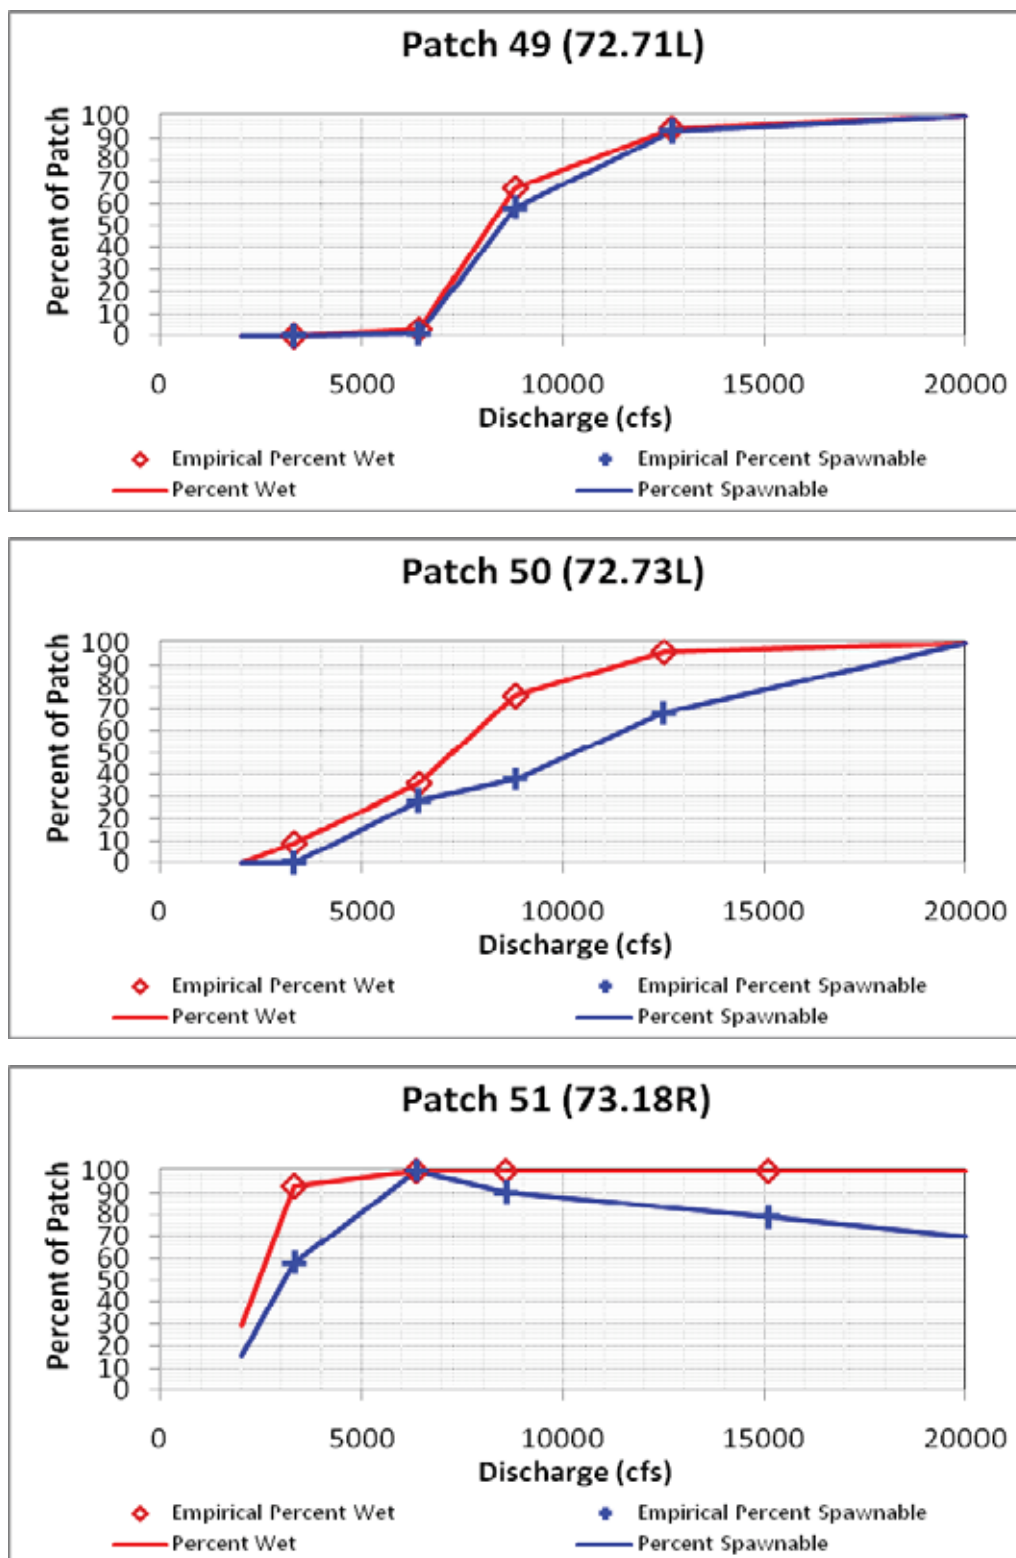 Patch 49 (72.71L)
Percent of Patch
100
90
80
70
60
50
40
30
20
10
0
0 5000 10000 15000 20000
Discharge (cfs)
Empirical Percent Wet Empirical Percent Spawnable
Percent Wet Percent Spawnable
Patch 50 (72.73L)
Percent of Patch
100
90
80
70
60
50
40
30
20
10
0
0 5000 10000 15000 20000
Discharge (cfs)
Empirical Percent Wet Empirical Percent Spawnable
Percent Wet Percent Spawnable
Patch 51 (73.18R)
Percent of Patch
100
90
80
70
60
50
40
30
20
10
0
0 5000 10000 15000 20000
Discharge (cfs)
Empirical Percent Wet Empirical Percent Spawnable
Percent Wet Percent Spawnable